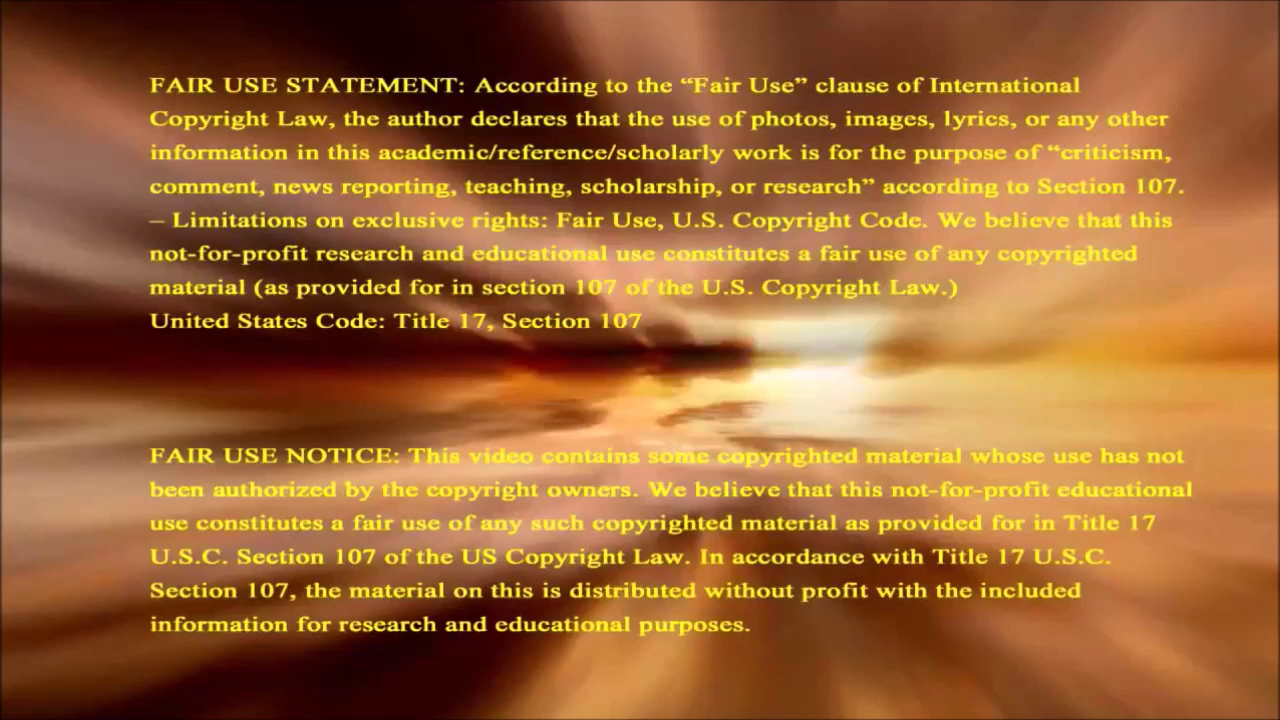 FAIR USE STATEMENT: According to the “Fair Use” clause of International
Copyright Law, the author declares that the use of photos, images, lyrics, or any other
information in this academic/reference/scholarly work is for the purpose of “criticism,
comment, news reporting, teaching, scholarship, or research” according to Section 107.
– Limitations on exclusive rights: Fair Use, U.S. Copyright Code. We believe that this
not-for-profit research and educational use constitutes a fair use of any copyrighted
material (as provided for in section 107 of the U.S. Copyright Law.)
United States Code: Title 17, Section 107
FAIR USE NOTICE: This video contains some copyrighted material whose use has not
been authorized by the copyright owners. We believe that this not-for-profit educational
use constitutes a fair use of any such copyrighted material as provided for in Title 17
U.S.C. Section 107 of the US Copyright Law. In accordance with Title 17 U.S.C.
Section 107, the material on this is distributed without profit with the included
information for research and educational purposes.